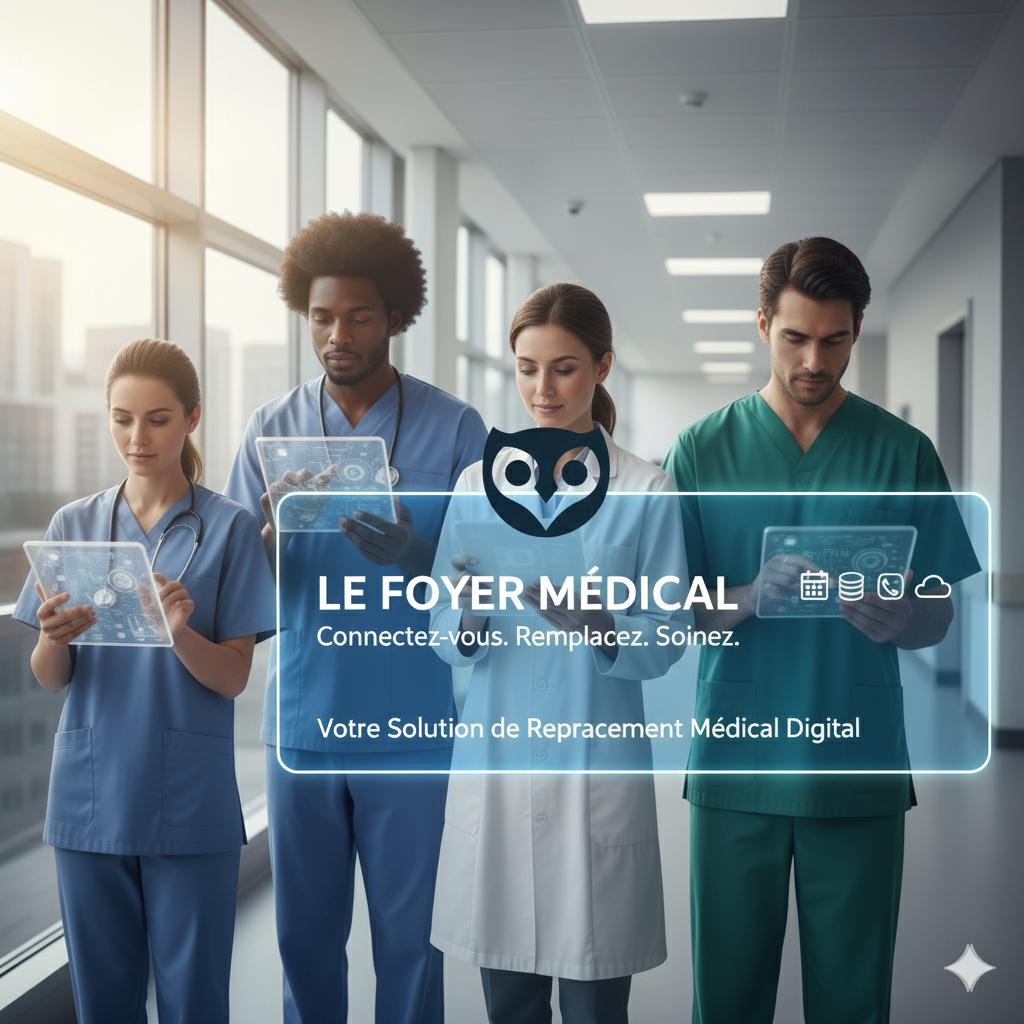 LE FOYER MÉDICAL
Connectez-vous. Remplacez. Soinez.
Votre Solution de Repracement Médical Digital